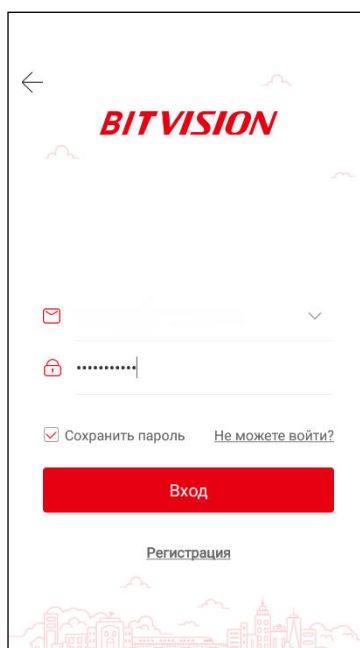 BITVISION
•••••••••••
Сохранить пароль Не можете войти?
Вход
Регистрация